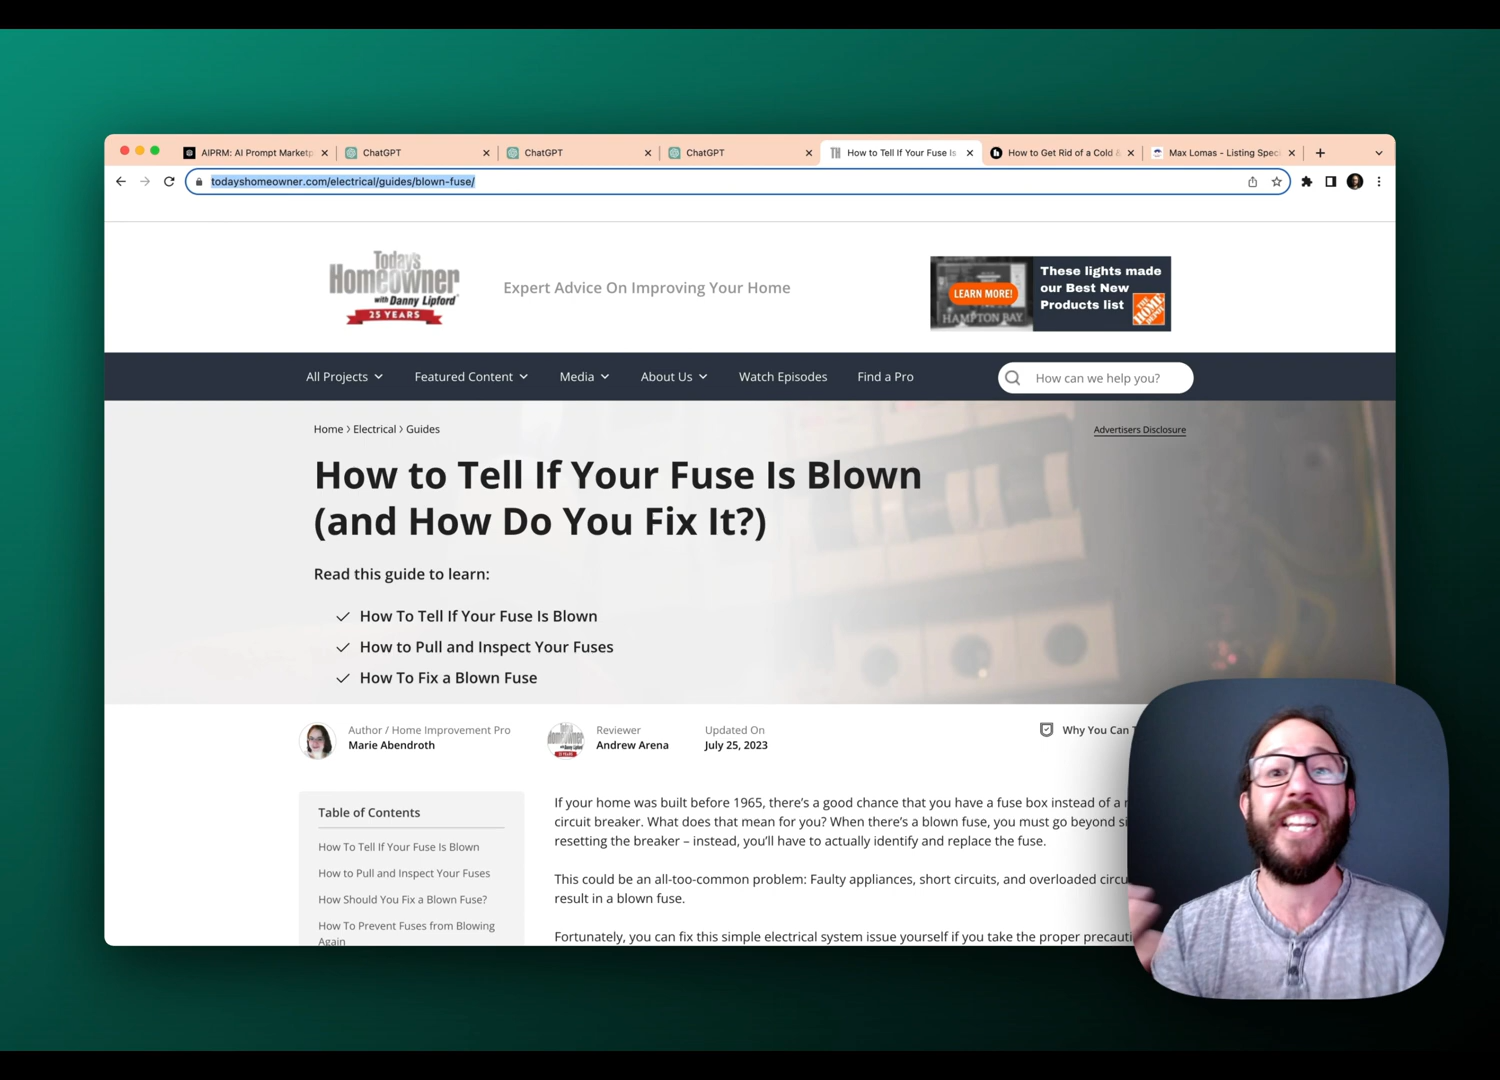 AIPRM: AI Prompt Marketp
ChatGPT
ChatGPT
ChatGPT
How to Tell If Your Fuse Is
How to Get Rid of a Cold
Max Lomas - Listing Speci
todayshomeowner.com/electrical/guides/blown-fuse/
Today's
Homeowner
with Danny Lipford
25 YEARS
Expert Advice On Improving Your Home
LEARN MORE!
HAMPTON BAY
These lights made
our Best New
Products list
THE HOME DEPOT
All Projects
Featured Content
Media
About Us
Watch Episodes
Find a Pro
How can we help you?
Home > Electrical > Guides
Advertisers Disclosure
How to Tell If Your Fuse Is Blown
(and How Do You Fix It?)
Read this guide to learn:
How To Tell If Your Fuse Is Blown
How to Pull and Inspect Your Fuses
How To Fix a Blown Fuse
Author / Home Improvement Pro
Marie Abendroth
Reviewer
Andrew Arena
Updated On
July 25, 2023
Why You Can T
Table of Contents
How To Tell If Your Fuse Is Blown
How to Pull and Inspect Your Fuses
How Should You Fix a Blown Fuse?
How To Prevent Fuses from Blowing
Again
If your home was built before 1965, there's a good chance that you have a fuse box instead of a
circuit breaker. What does that mean for you? When there's a blown fuse, you must go beyond si
resetting the breaker – instead, you'll have to actually identify and replace the fuse.
This could be an all-too-common problem: Faulty appliances, short circuits, and overloaded circu
result in a blown fuse.
Fortunately, you can fix this simple electrical system issue yourself if you take the proper precauti